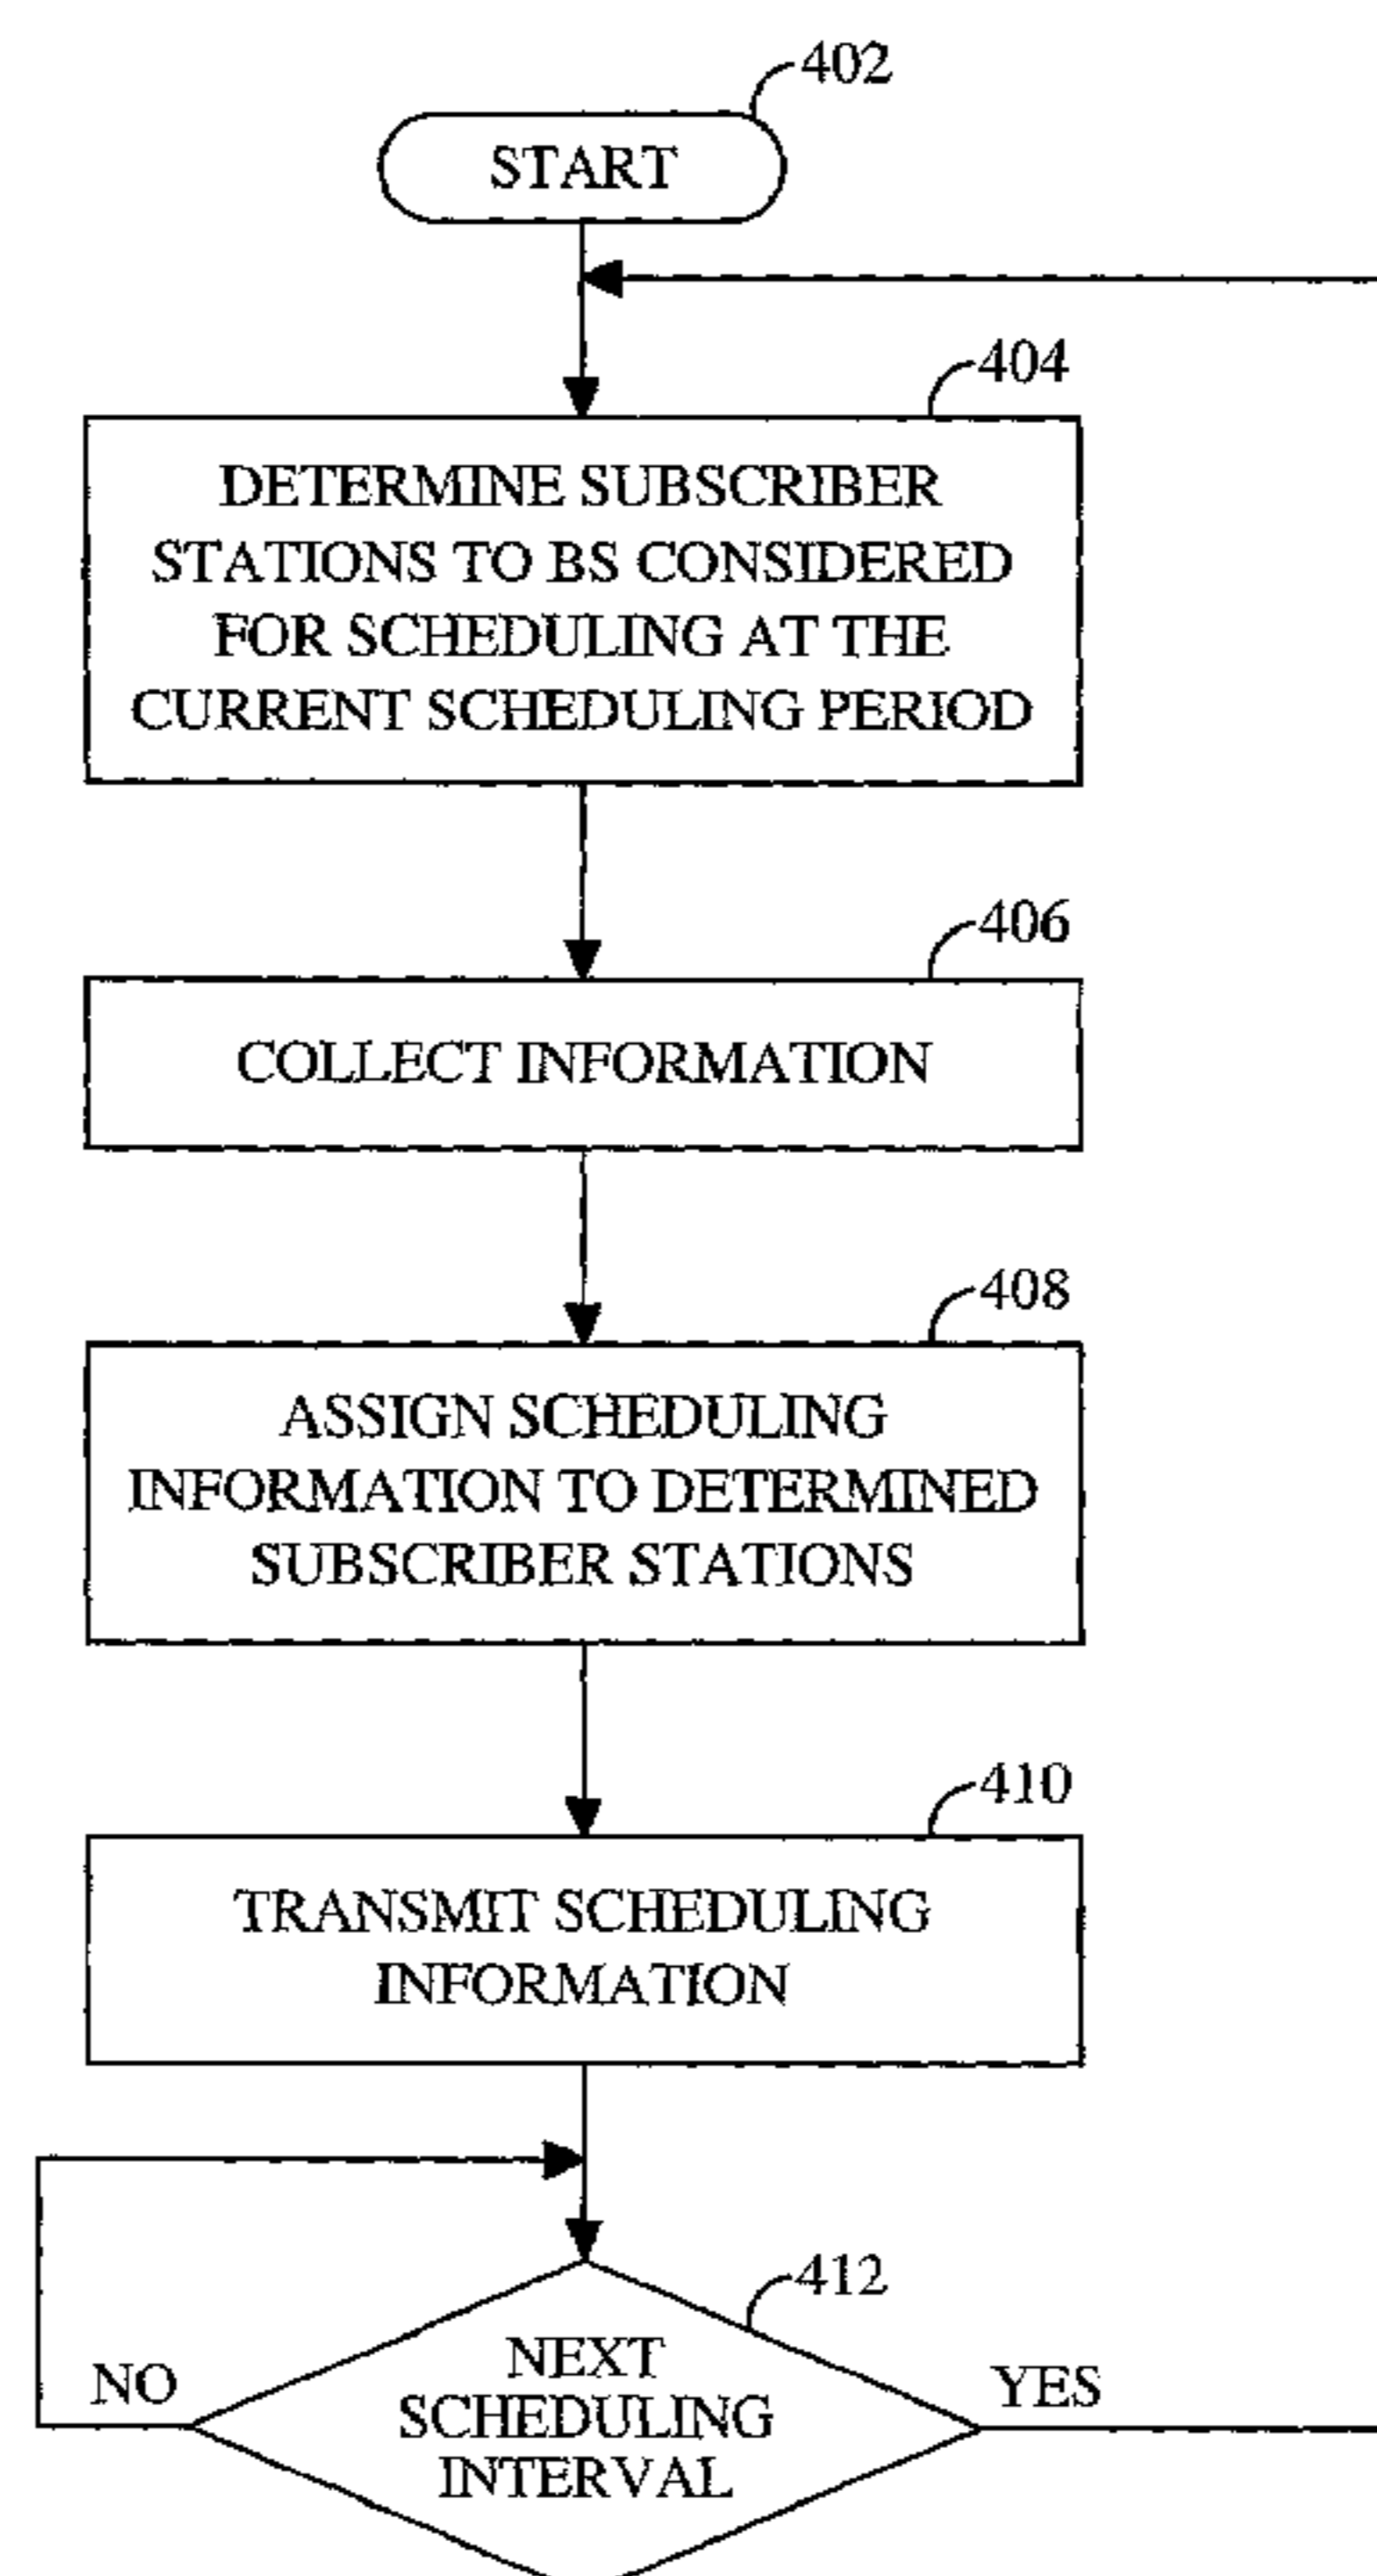 402
START
404
DETERMINE SUBSCRIBER
STATIONS TO BS CONSIDERED
FOR SCHEDULING AT THE
CURRENT SCHEDULING PERIOD
406
COLLECT INFORMATION
408
ASSIGN SCHEDULING
INFORMATION TO DETERMINED
SUBSCRIBER STATIONS
410
TRANSMIT SCHEDULING
INFORMATION
412
NO
NEXT
SCHEDULING
INTERVAL
YES